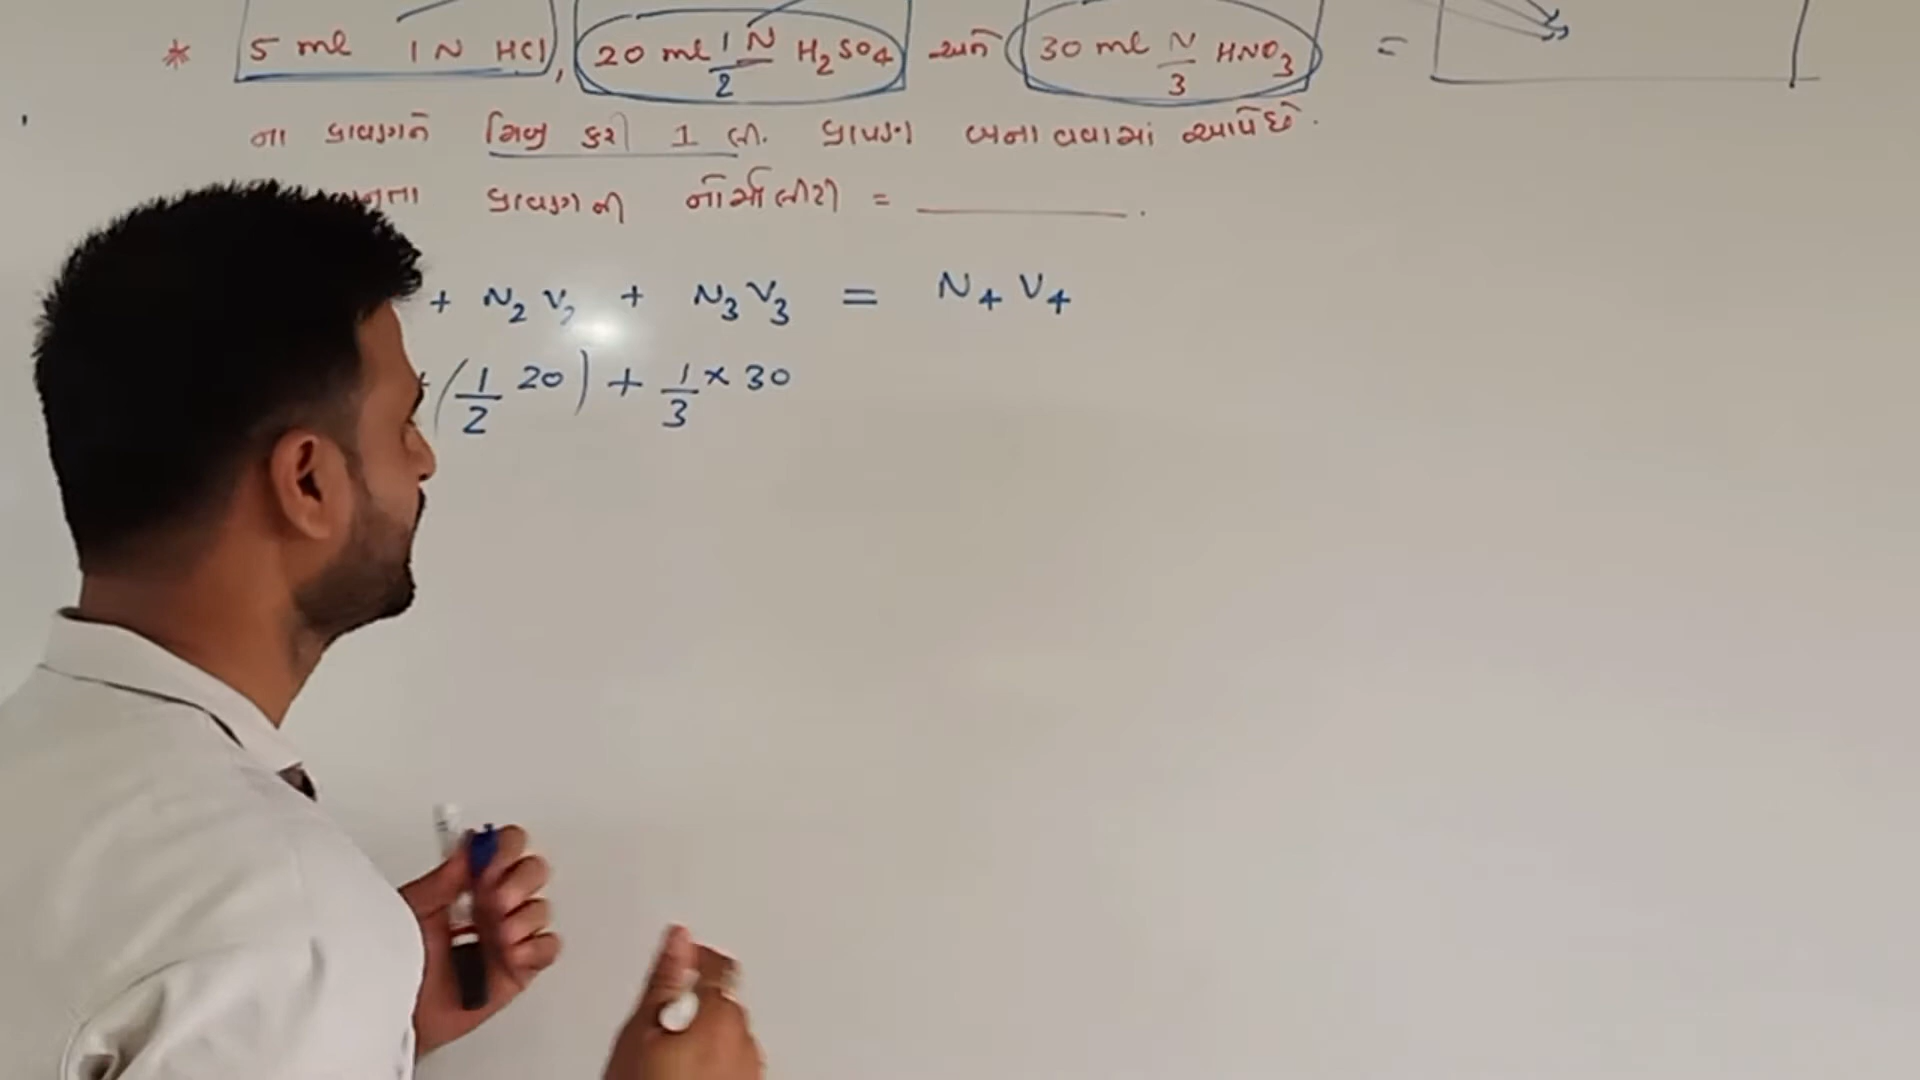 * 5 ml 1 N HCl, 20 ml 1/2 N H2SO4 અને 30 ml N/3 HNO3 =
ના દ્રાવણને મિશ્ર કરી 1 લી. દ્રાવણ બનાવવામાં આવે છે.
દ્રાવણની નોર્માલીટી = ________.
+ N2 V2 + N3 V3 = N4 V4
+ (1/2 20) + 1/3 × 30